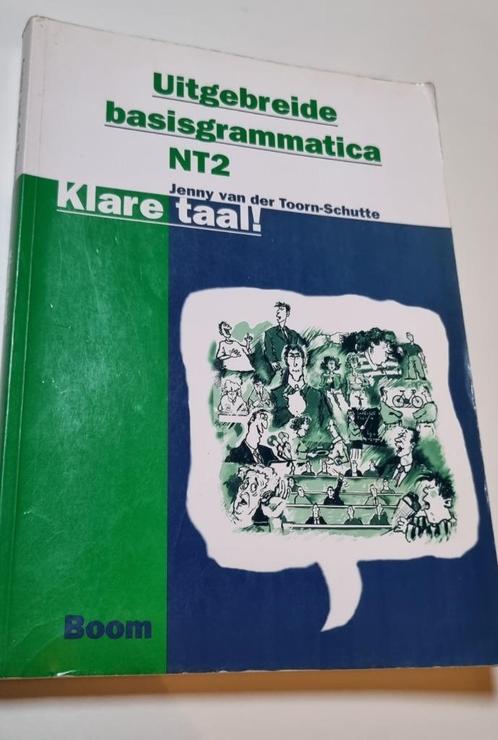 Uitgebreide
basisgrammatica
NT2
Jenny van der Toorn-Schutte
Klare taal!
Boom